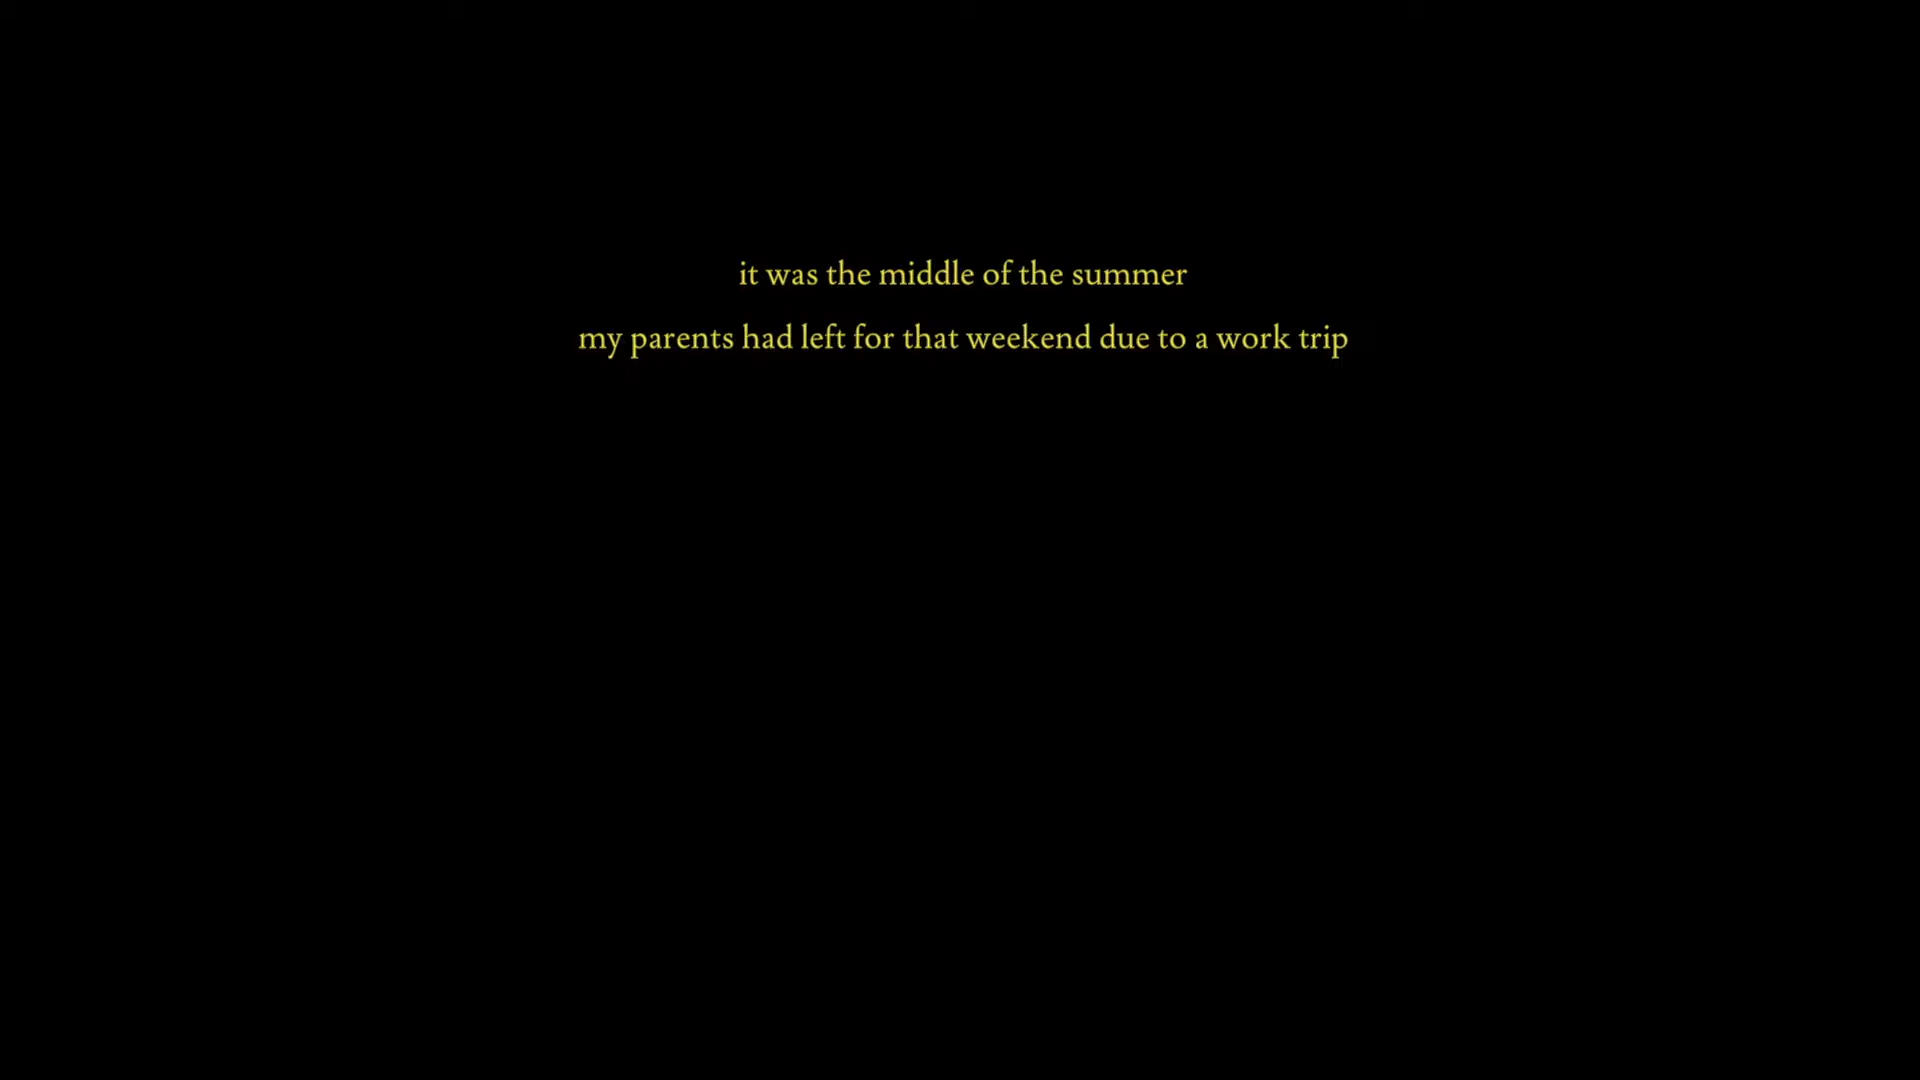 it was the middle of the summer
my parents had left for that weekend due to a work trip